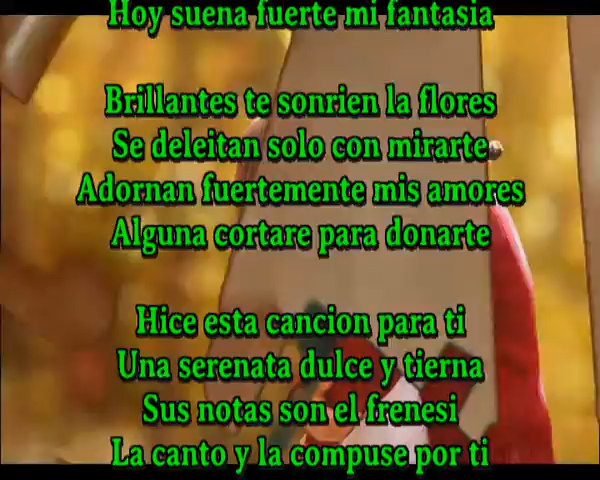 Hoy suena fuerte mi fantasia
Brillantes te sonrien la flores
Se deleitan solo con mirarte
Adornan fuertemente mis amores
Alguna cortare para donarte
Hice esta cancion para ti
Una serenata dulce y tierna
Sus notas son el frenesi
La canto y la compuse por ti